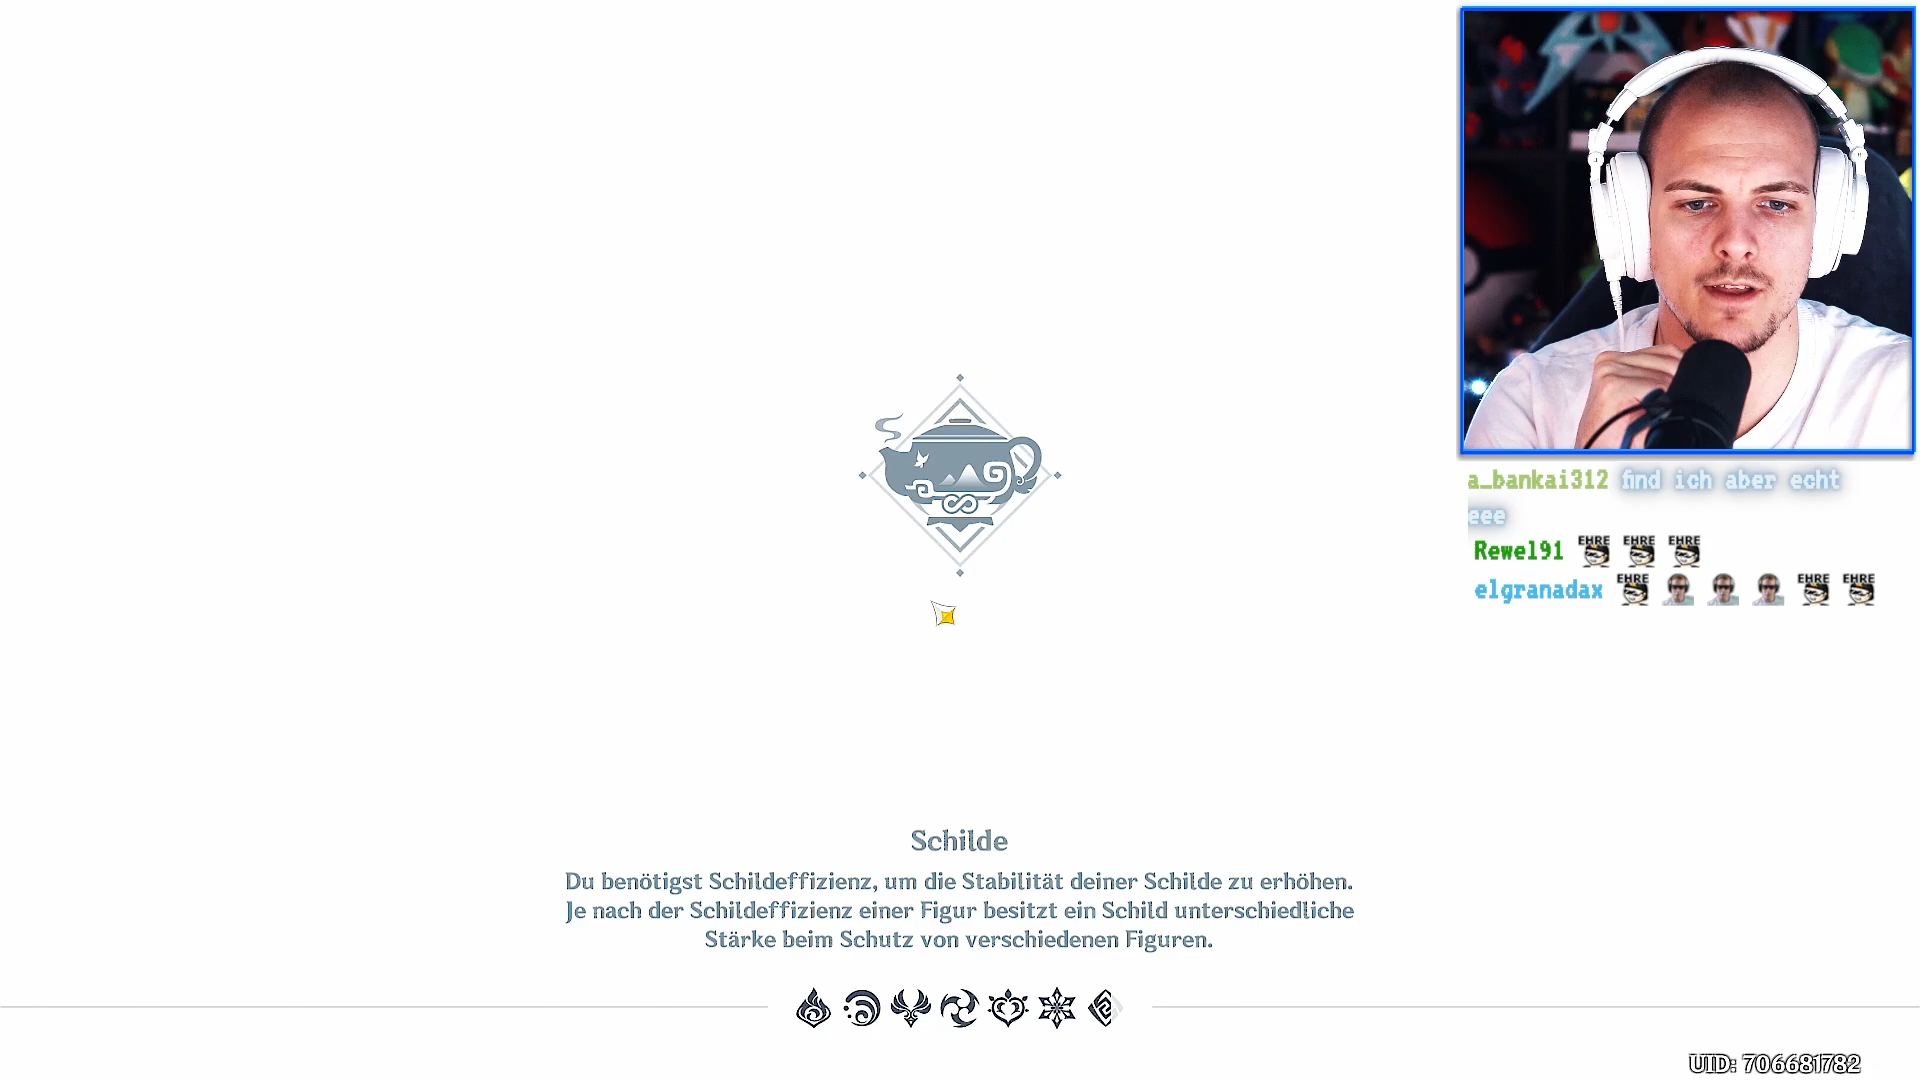 a_bankai312 find ich aber echt
eee
Rewel91 EHRE EHRE EHRE
elgranadax EHRE EHRE EHRE
Schilde
Du benötigst Schildeffizienz, um die Stabilität deiner Schilde zu erhöhen.
Je nach der Schildeffizienz einer Figur besitzt ein Schild unterschiedliche
Stärke beim Schutz von verschiedenen Figuren.
UID: 706681782